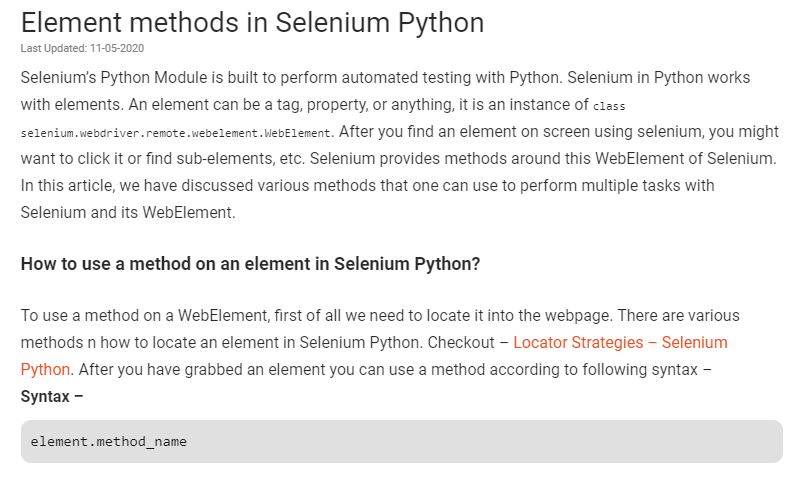 Element methods in Selenium Python
Last Updated: 11-05-2020
Selenium’s Python Module is built to perform automated testing with Python. Selenium in Python works
with elements. An element can be a tag, property, or anything, it is an instance of class
selenium.webdriver.remote.webelement.WebElement. After you find an element on screen using selenium, you might
want to click it or find sub-elements, etc. Selenium provides methods around this WebElement of Selenium.
In this article, we have discussed various methods that one can use to perform multiple tasks with
Selenium and its WebElement.
How to use a method on an element in Selenium Python?
To use a method on a WebElement, first of all we need to locate it into the webpage. There are various
methods n how to locate an element in Selenium Python. Checkout – Locator Strategies – Selenium
Python. After you have grabbed an element you can use a method according to following syntax –
Syntax –
element.method_name